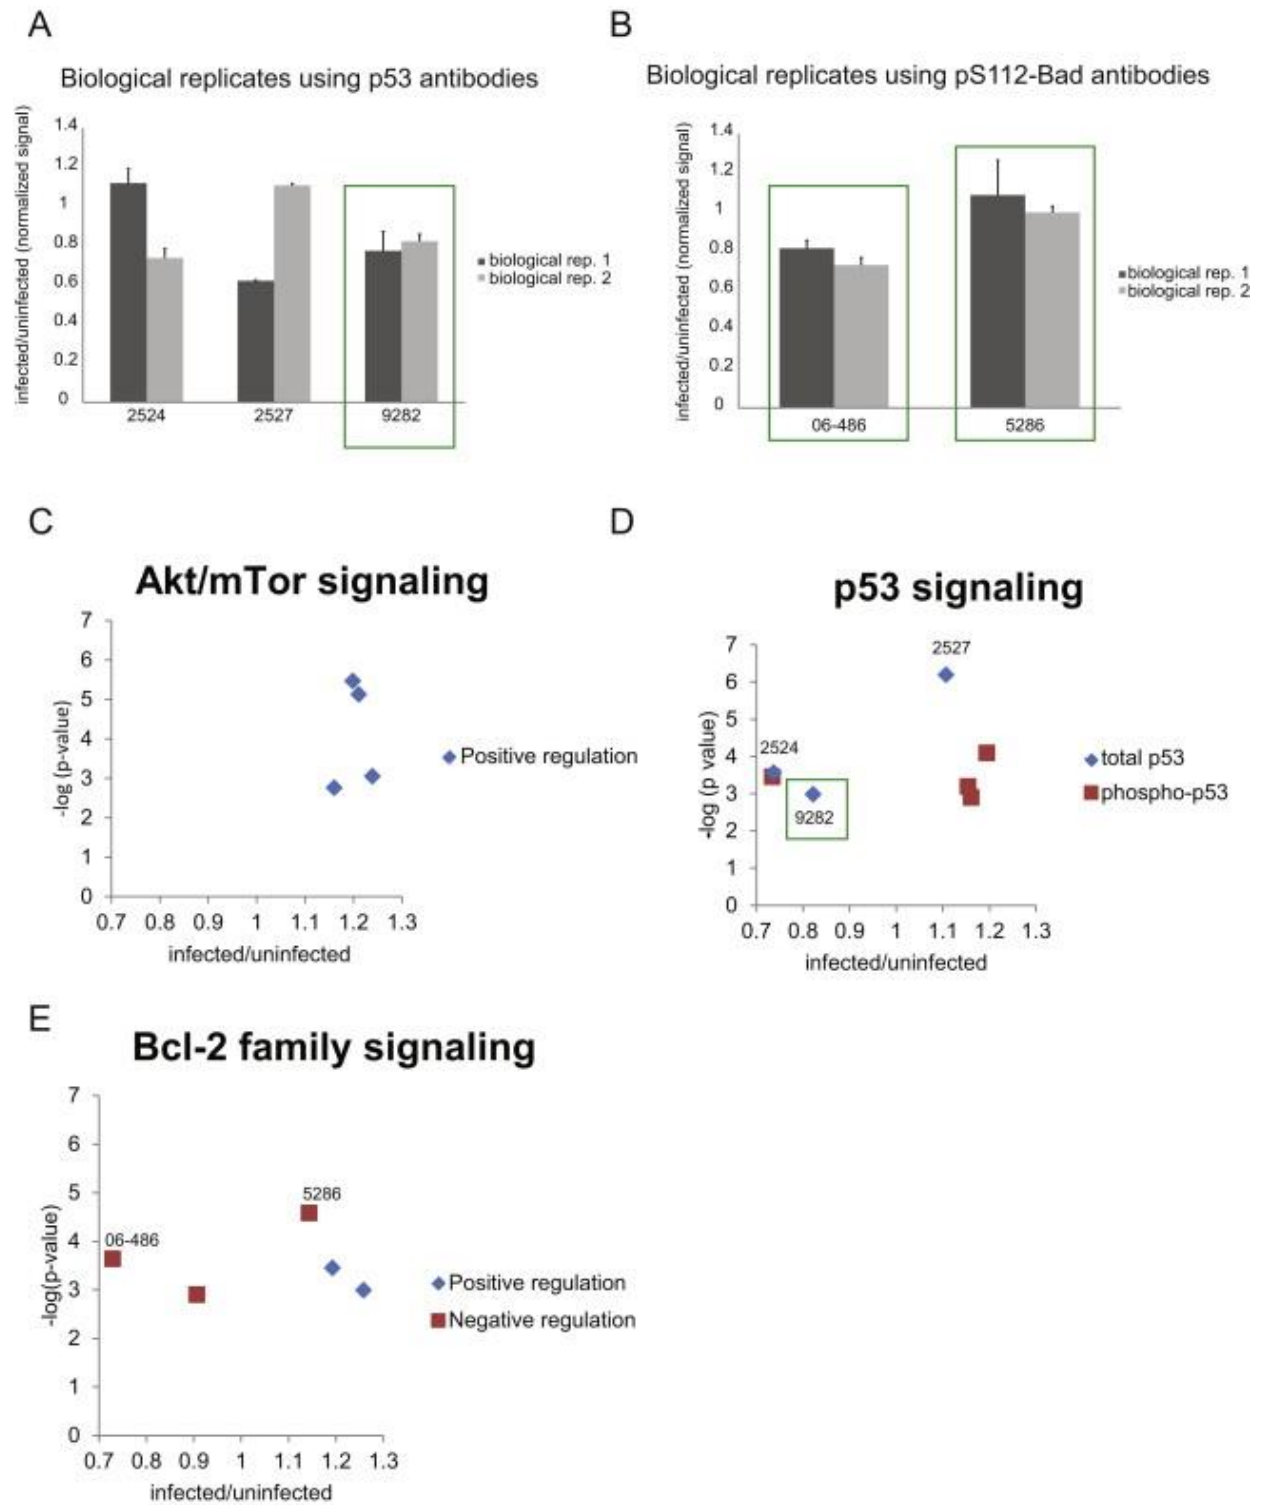 A
Biological replicates using p53 antibodies
infected/uninfected (normalized signal)
1.4
1.2
1
0.8
0.6
0.4
0.2
0
2524 2527 9282
biological rep. 1
biological rep. 2
B
Biological replicates using pS112-Bad antibodies
infected/uninfected (normalized signal)
1.4
1.2
1
0.8
0.6
0.4
0.2
0
06-486 5286
biological rep. 1
biological rep. 2
C
Akt/mTor signaling
-log (p-value)
7
6
5
4
3
2
1
0
0.7 0.8 0.9 1 1.1 1.2 1.3
infected/uninfected
Positive regulation
D
p53 signaling
-log (p value)
7
6
5
4
3
2
1
0
2527
2524
9282
0.7 0.8 0.9 1 1.1 1.2 1.3
infected/uninfected
total p53
phospho-p53
E
Bcl-2 family signaling
-log(p-value)
7
6
5
4
3
2
1
0
5286
06-486
0.7 0.8 0.9 1 1.1 1.2 1.3
infected/uninfected
Positive regulation
Negative regulation